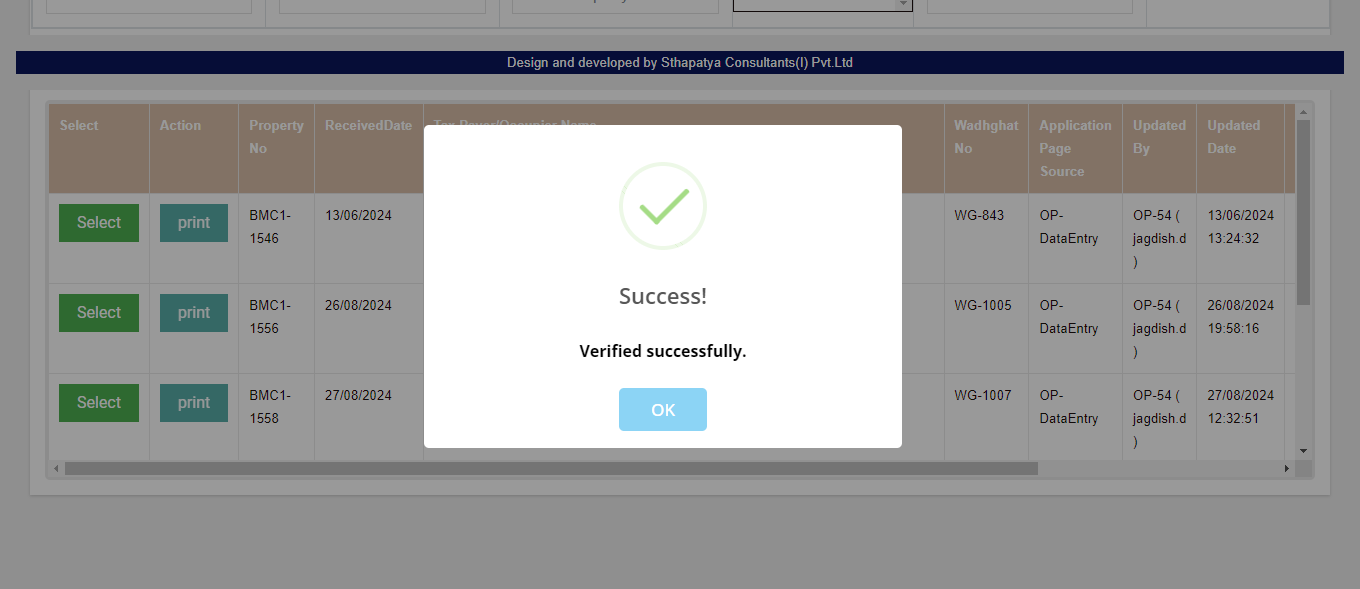 Design and developed by Sthapatya Consultants(I) Pvt.Ltd
Select Action Property ReceivedDate Wadhghat Application Updated Updated
No No Page By Date
Source
Select print BMC1- 13/06/2024 WG-843 OP- OP-54 ( 13/06/2024
1546 DataEntry jagdish.d 13:24:32
)
Select print BMC1- 26/08/2024 WG-1005 OP- OP-54 ( 26/08/2024
1556 DataEntry jagdish.d 19:58:16
)
Select print BMC1- 27/08/2024 WG-1007 OP- OP-54 ( 27/08/2024
1558 DataEntry jagdish.d 12:32:51
)
Success!
Verified successfully.
OK